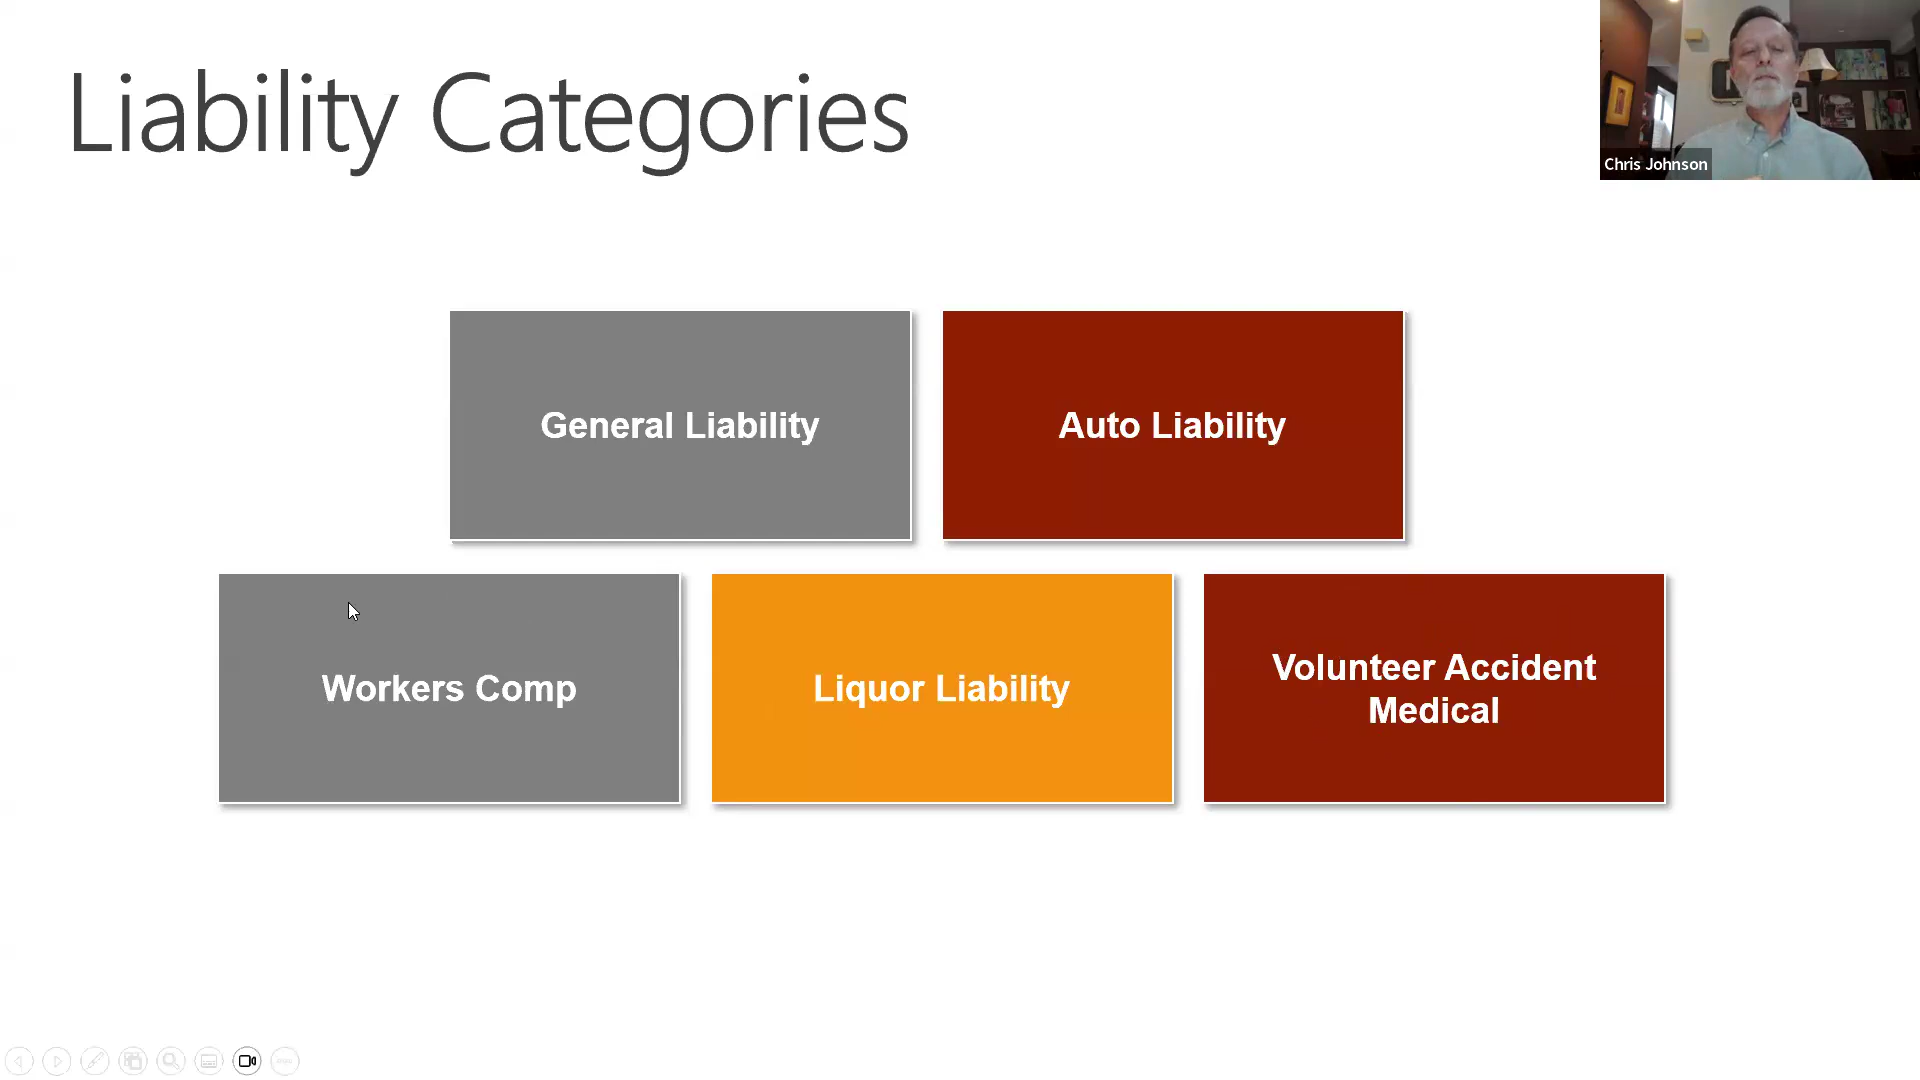 Liability Categories
Chris Johnson
General Liability
Auto Liability
Workers Comp
Liquor Liability
Volunteer Accident
Medical